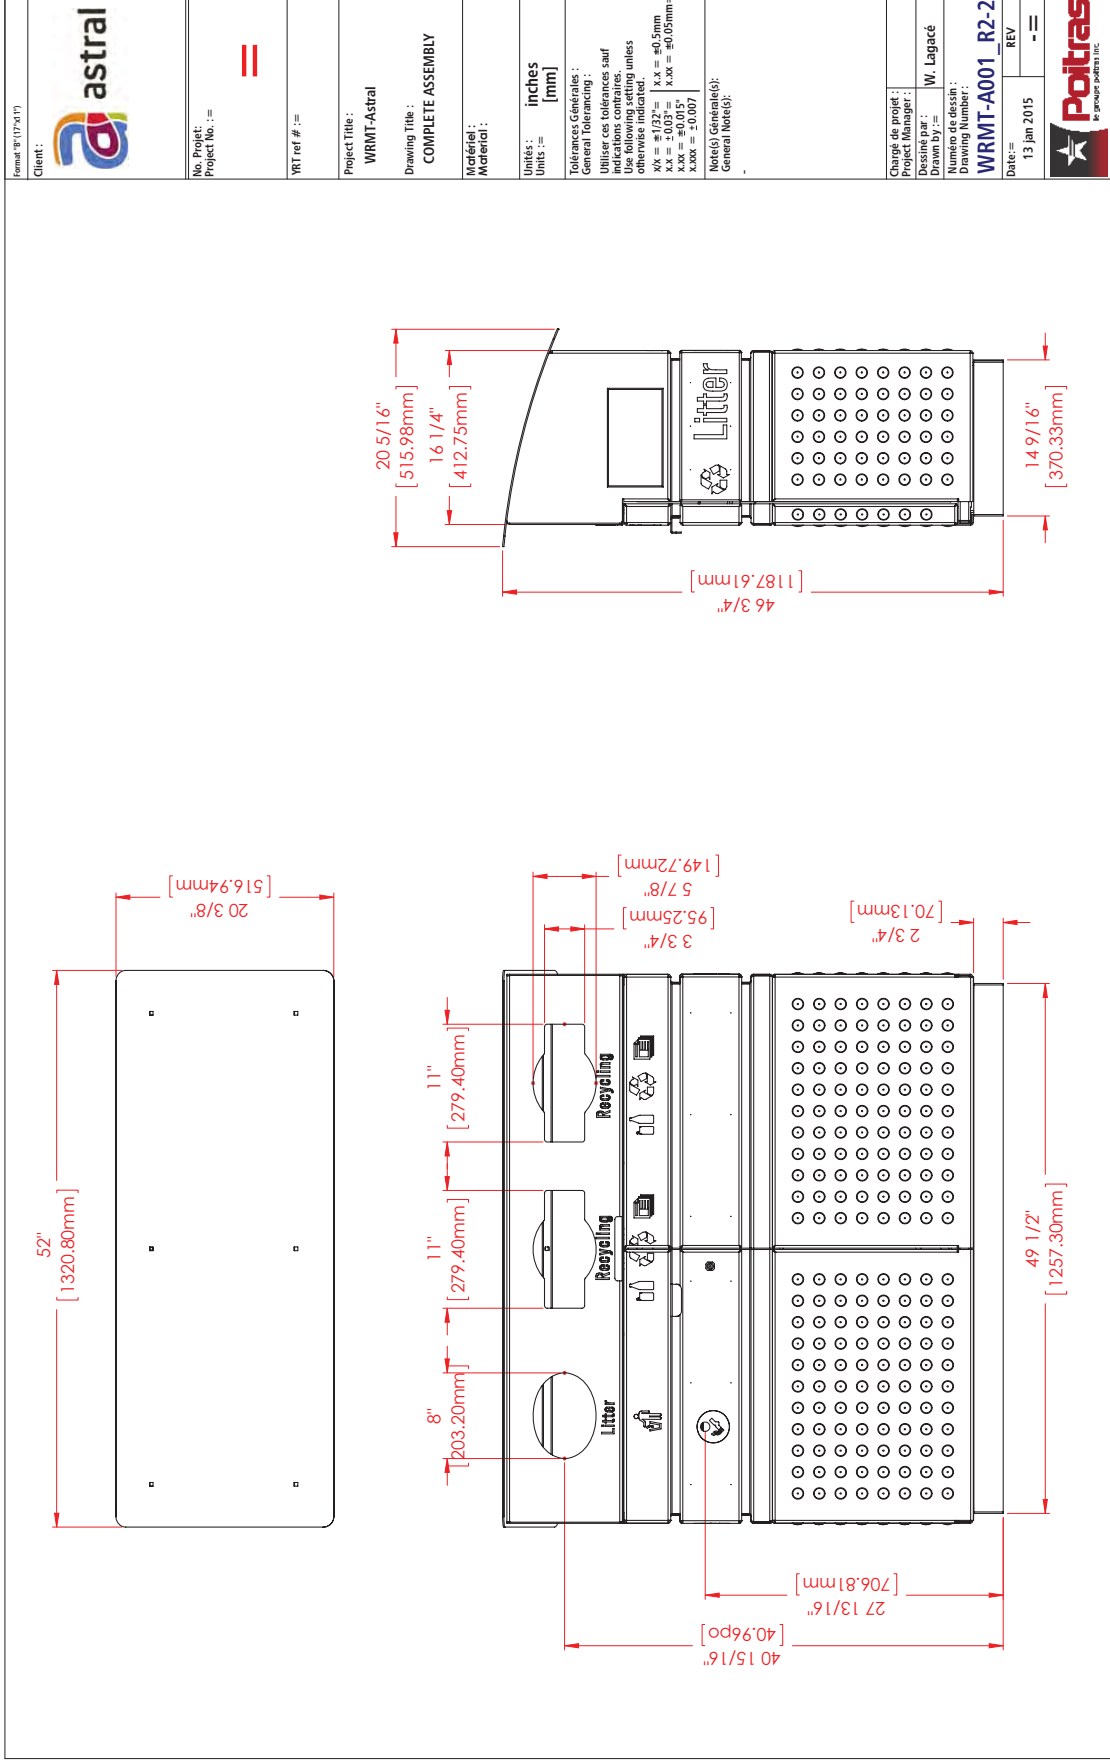 Format "B" (17"x11")
Client :
astral
No. Projet:
Project No. :=
=
YRT ref # :=
Project Title :
WRMT-Astral
Drawing Title :
COMPLETE ASSEMBLY
Matériel :
Material :
Unités :
Units :=
inches
[mm]
Tolérances Générales :
General Tolerancing :
Utiliser ces tolérances sauf
indications contraires.
Use following setting unless
otherwise indicated.
x/x = ±1/32"=
x.x = ±0.03"=
x.xx = ±0.015"
x.xxx = ±0.007
x.x = ±0.5mm
x.xx = ±0.05mm=
Note(s) Générale(s):
General Note(s):
-
Chargé de projet :
Project Manager :
Dessiné par :
Drawn by :=
W. Lagacé
Numéro de dessin :
Drawing Number :
WRMT-A001_R2-2
Date:=
13 jan 2015
REV
-=
Poitras
le groupe poitras inc.
52"
[1320.80mm]
20 3/8"
[516.94mm]
8"
[203.20mm]
11"
[279.40mm]
11"
[279.40mm]
3 3/4"
[95.25mm]
5 7/8"
[149.72mm]
Litter
Recycling
Recycling
2 3/4"
[70.13mm]
27 13/16"
[706.81mm]
40 15/16"
[40.96po]
49 1/2"
[1257.30mm]
20 5/16"
[515.98mm]
16 1/4"
[412.75mm]
Litter
46 3/4"
[1187.61mm]
14 9/16"
[370.33mm]